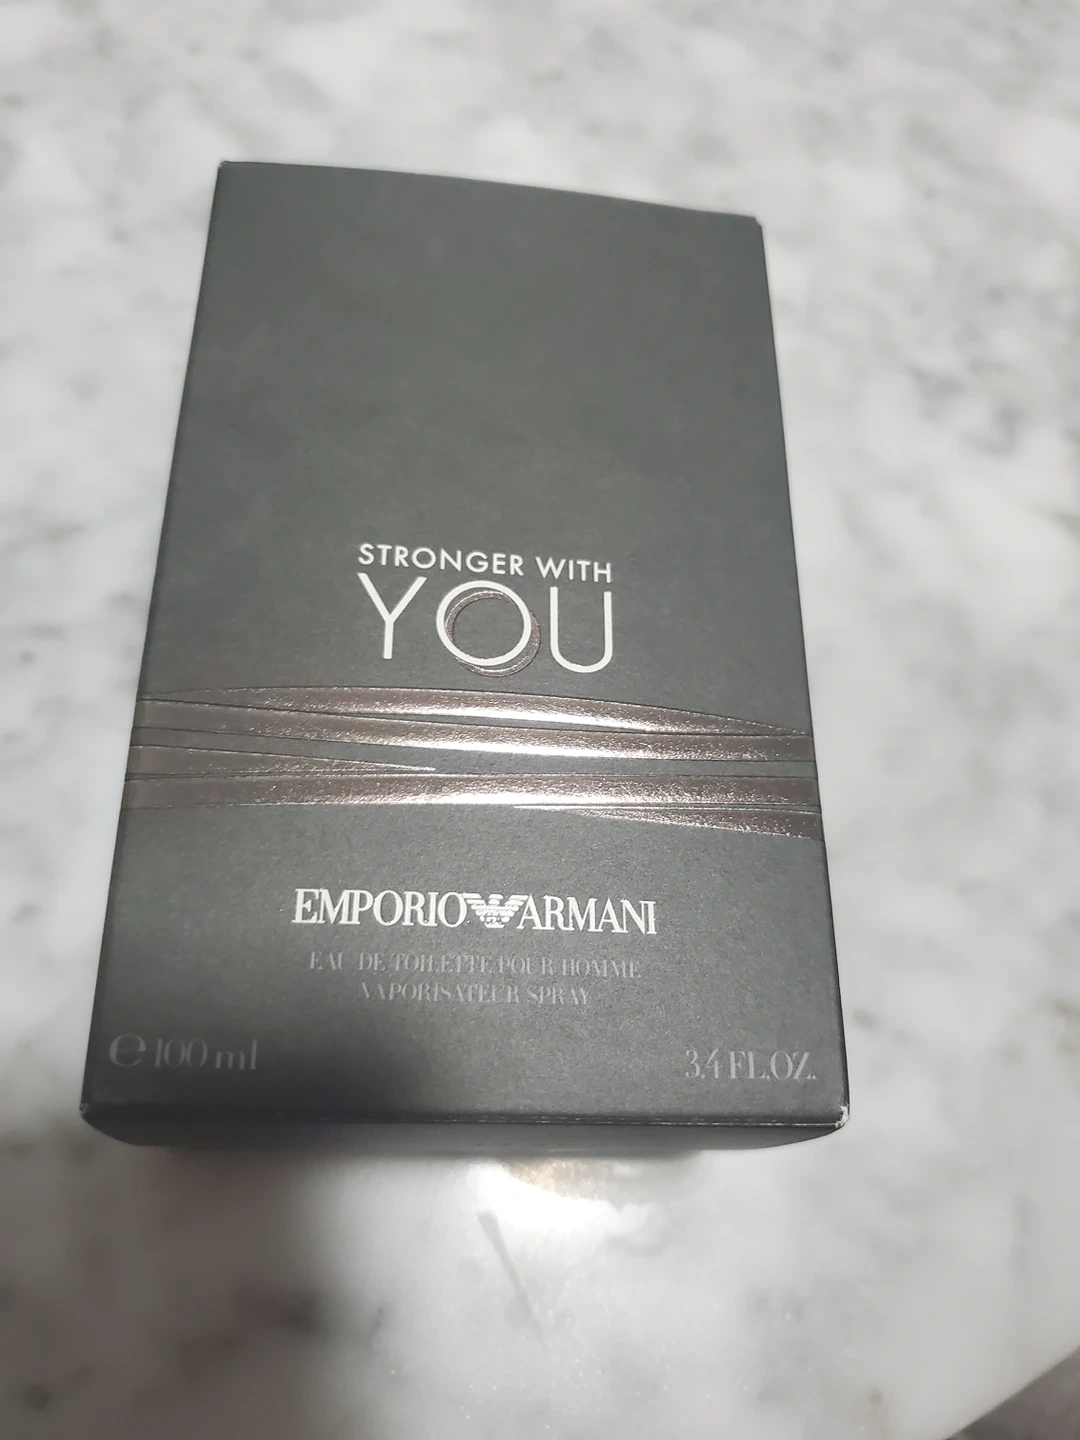 STRONGER WITH
YOU
EMPORIO ARMANI
EAU DE TOILETTE POUR HOMME
VAPORISATEUR SPRAY
℮ 100 ml
3,4 FL.OZ.